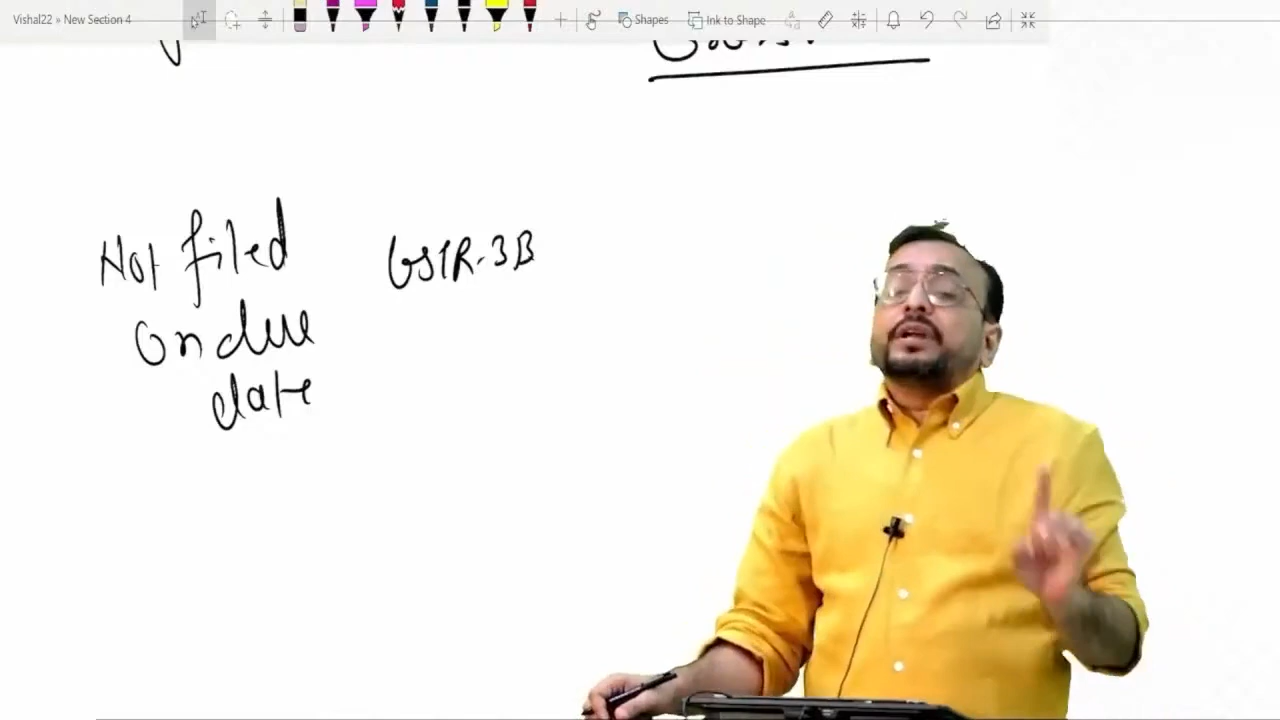 Vishal22 » New Section 4
Shapes
Ink to Shape
Not filed GSTR-3B
on due
date